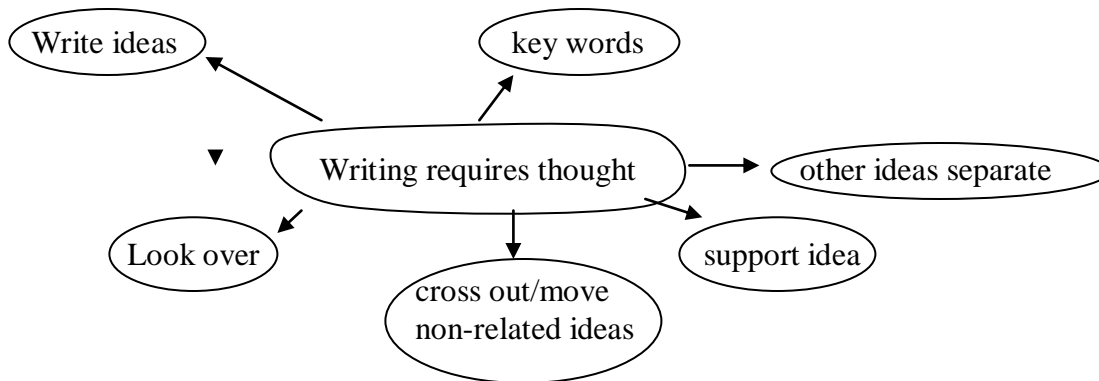 Write ideas
key words
Writing requires thought
other ideas separate
Look over
support idea
cross out/move
non-related ideas